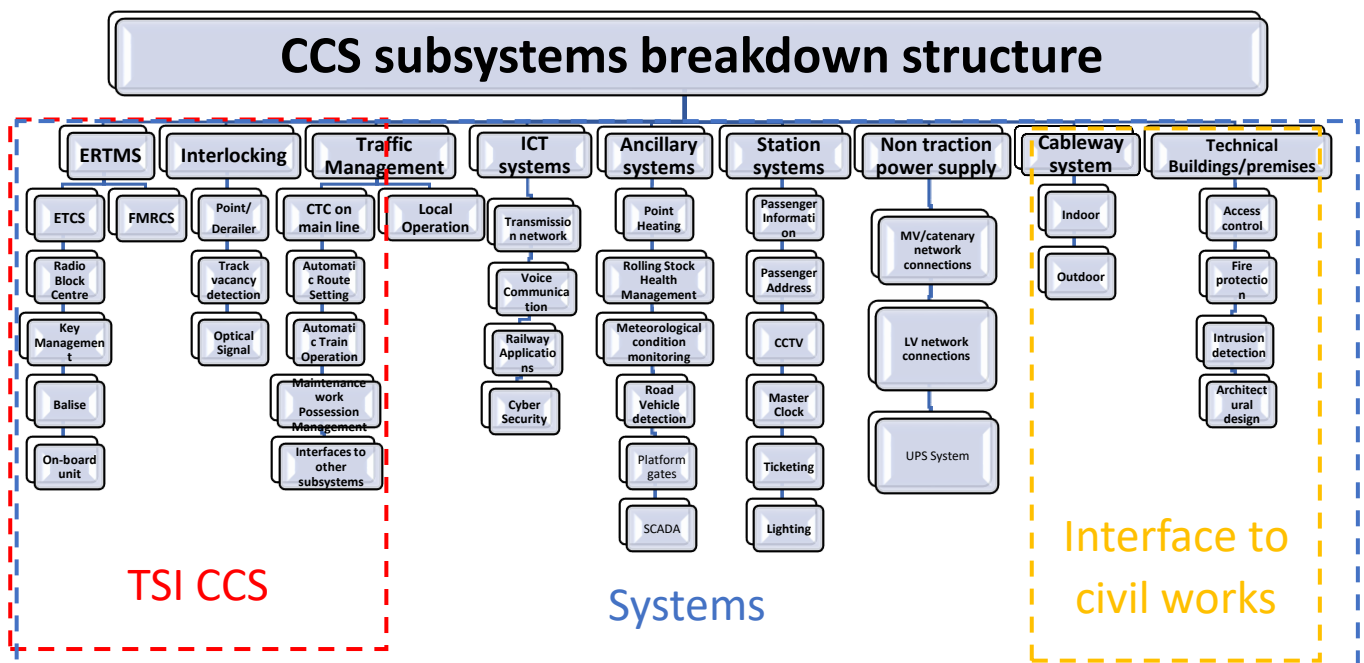 CCS subsystems breakdown structure
ERTMS
ETCS
Radio
Block
Centre
Key
Managemen
t
Balise
On-board
unit
FMRCS
Interlocking
Point/
Derailer
Track
vacancy
detection
Optical
Signal
Traffic
Management
CTC on
main line
Automati
c Route
Setting
Automati
c Train
Operation
Maintenance
work
Possession
Management
Interfaces to
other
subsystems
Local
Operation
ICT
systems
Transmissio
n network
Voice
Communica
tion
Railway
Applicatio
ns
Cyber
Security
Ancillary
systems
Point
Heating
Rolling Stock
Health
Management
Meteorological
condition
monitoring
Road
Vehicle
detection
Platform
gates
SCADA
Station
systems
Passenger
Informati
on
Passenger
Address
CCTV
Master
Clock
Ticketing
Lighting
Non traction
power supply
MV/catenary
network
connections
LV network
connections
UPS System
Cableway
system
Indoor
Outdoor
Technical
Buildings/premises
Access
control
Fire
protectio
n
Intrusion
detection
Architect
ural
design
TSI CCS
Systems
Interface to
civil works